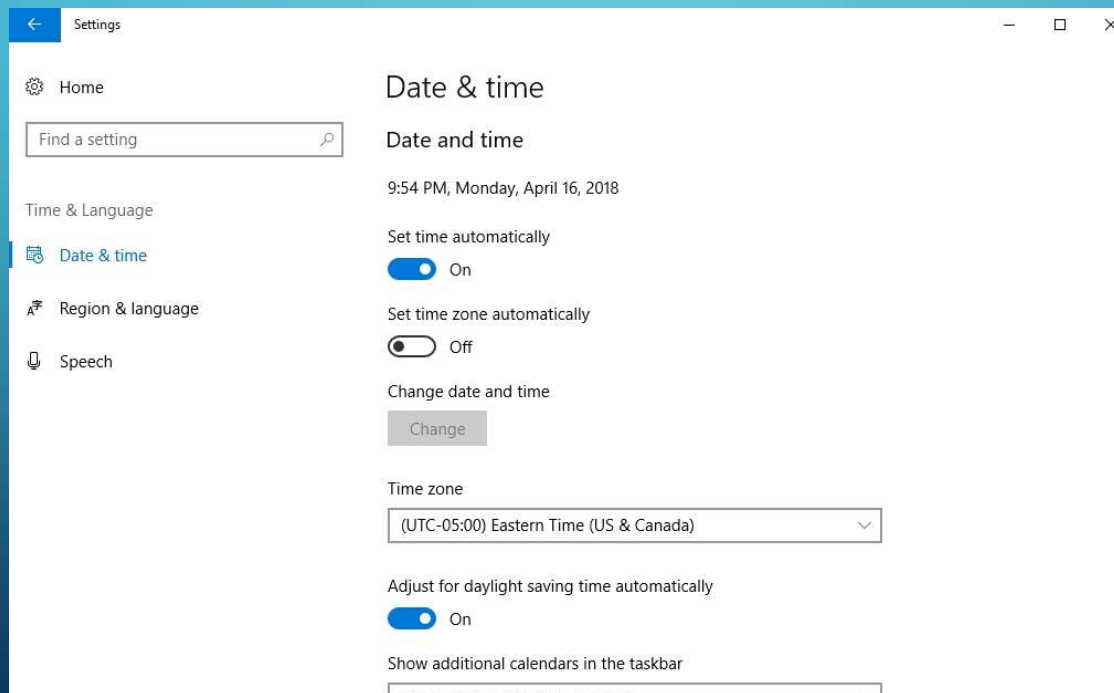 Settings
Home
Find a setting
Time & Language
Date & time
Region & language
Speech
Date & time
Date and time
9:54 PM, Monday, April 16, 2018
Set time automatically
On
Set time zone automatically
Off
Change date and time
Change
Time zone
(UTC-05:00) Eastern Time (US & Canada)
Adjust for daylight saving time automatically
On
Show additional calendars in the taskbar